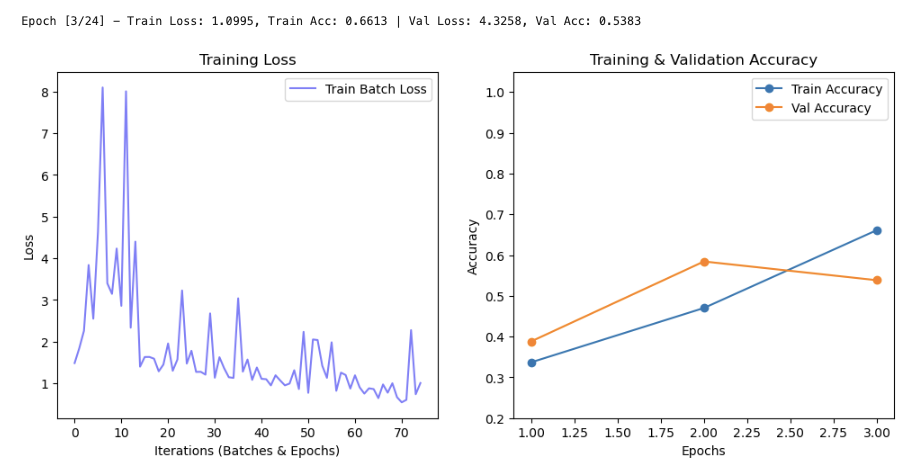 Epoch [3/24] – Train Loss: 1.0995, Train Acc: 0.6613 | Val Loss: 4.3258, Val Acc: 0.5383
Training Loss
Train Batch Loss
8
7
6
5
4
3
2
1
Loss
0 10 20 30 40 50 60 70
Iterations (Batches & Epochs)
Training & Validation Accuracy
Train Accuracy
Val Accuracy
1.0
0.9
0.8
0.7
0.6
0.5
0.4
0.3
0.2
Accuracy
1.00 1.25 1.50 1.75 2.00 2.25 2.50 2.75 3.00
Epochs